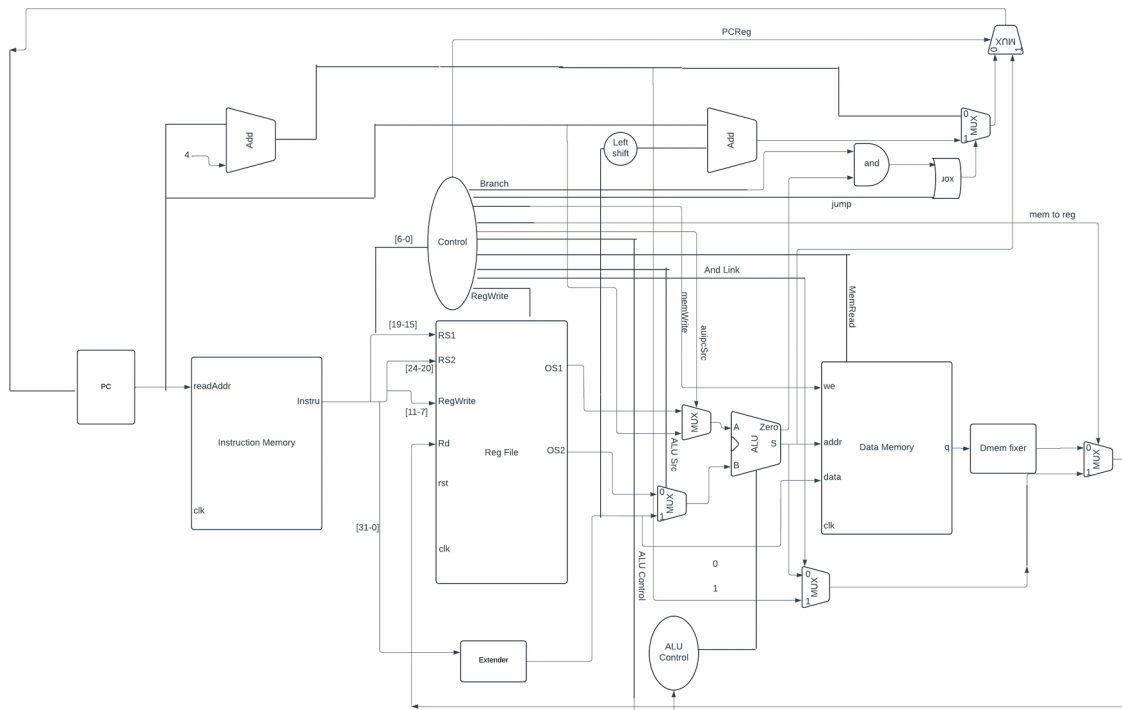 PCReg
MUX
0
1
Add
4
Left
shift
Add
0
MUX
1
and
xor
Branch
jump
mem to reg
[6-0]
Control
And Link
RegWrite
memWrite
auipcSrc
MemRead
[19-15]
RS1
RS2
[24-20]
OS1
PC
readAddr
Instru
RegWrite
[11-7]
we
MUX
A
Zero
ALU
S
B
Instruction Memory
Rd
Reg File
OS2
ALU Src
addr
Data Memory
q
Dmem fixer
0
MUX
1
rst
data
0
MUX
1
clk
[31-0]
clk
clk
ALU Control
0
1
0
MUX
1
Extender
ALU
Control